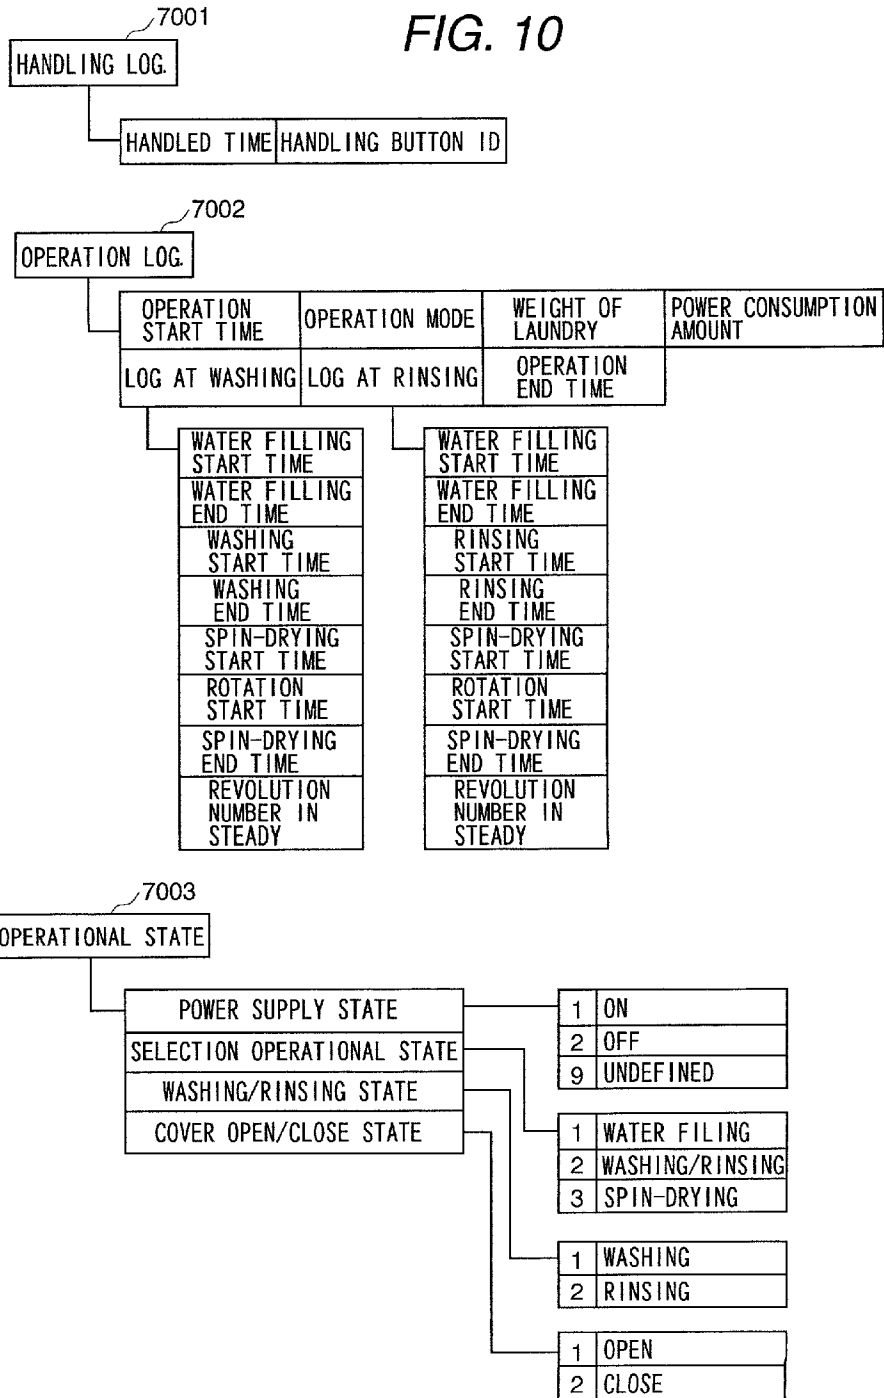 FIG. 10
7001
HANDLING LOG.
HANDLED TIME HANDLING BUTTON ID
7002
OPERATION LOG.
OPERATION
START TIME
OPERATION MODE
WEIGHT OF
LAUNDRY
POWER CONSUMPTION
AMOUNT
LOG AT WASHING
LOG AT RINSING
OPERATION
END TIME
WATER FILLING
START TIME
WATER FILLING
END TIME
WASHING
START TIME
WASHING
END TIME
SPIN-DRYING
START TIME
ROTATION
START TIME
SPIN-DRYING
END TIME
REVOLUTION
NUMBER IN
STEADY
WATER FILLING
START TIME
WATER FILLING
END TIME
RINSING
START TIME
RINSING
END TIME
SPIN-DRYING
START TIME
ROTATION
START TIME
SPIN-DRYING
END TIME
REVOLUTION
NUMBER IN
STEADY
7003
OPERATIONAL STATE
POWER SUPPLY STATE
SELECTION OPERATIONAL STATE
WASHING/RINSING STATE
COVER OPEN/CLOSE STATE
1 ON
2 OFF
9 UNDEFINED
1 WATER FILING
2 WASHING/RINSING
3 SPIN-DRYING
1 WASHING
2 RINSING
1 OPEN
2 CLOSE